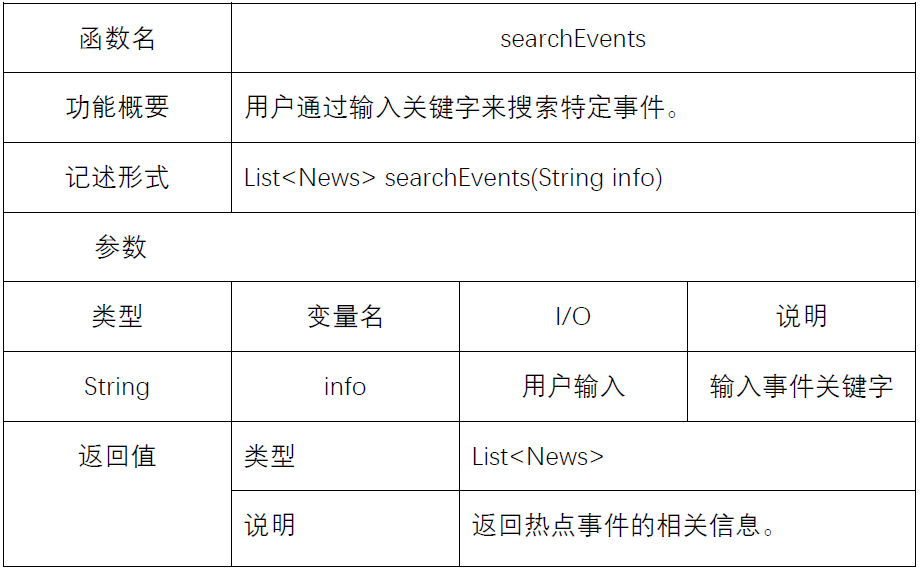 函数名 searchEvents
功能概要 用户通过输入关键字来搜索特定事件。
记述形式 List<News> searchEvents(String info)
参数
类型 变量名 I/O 说明
String info 用户输入 输入事件关键字
返回值 类型 List<News>
说明 返回热点事件的相关信息。